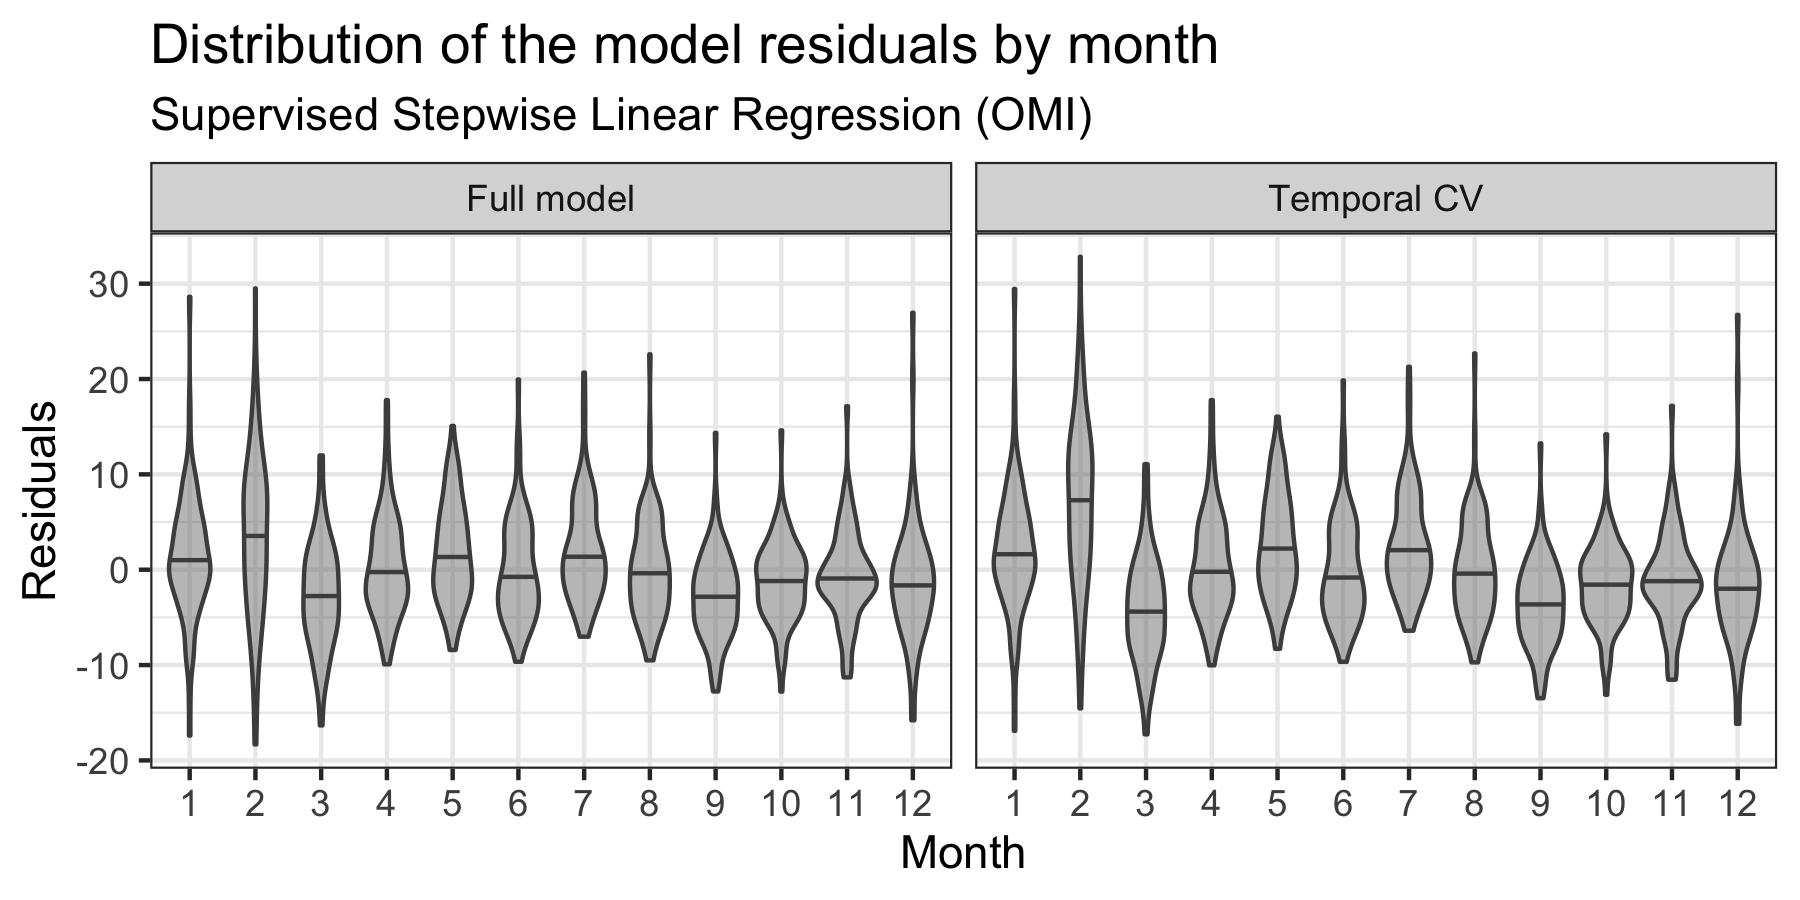 Distribution of the model residuals by month
Supervised Stepwise Linear Regression (OMI)
Full model
Temporal CV
Residuals
30
20
10
0
-10
-20
1 2 3 4 5 6 7 8 9 10 11 12
1 2 3 4 5 6 7 8 9 10 11 12
Month